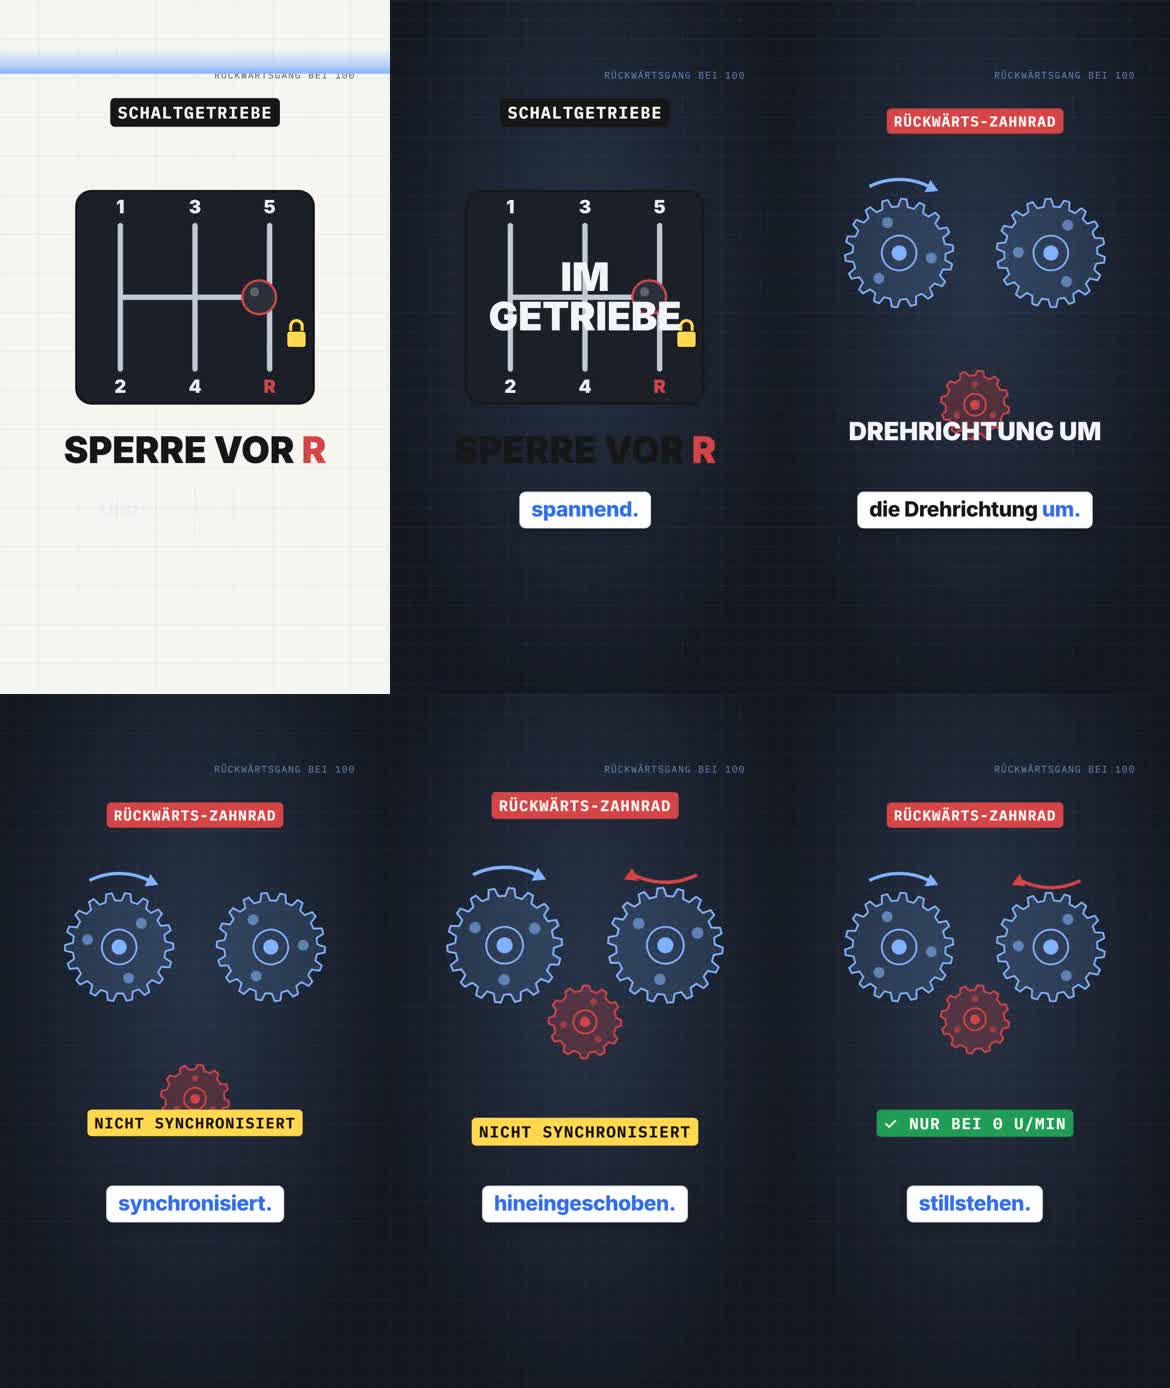 RÜCKWÄRTSGANG BEI 100
SCHALTGETRIEBE
1 3 5
2 4 R
SPERRE VOR R
RÜCKWÄRTSGANG BEI 100
SCHALTGETRIEBE
1 3 5
IM
GETRIEBE
2 4 R
SPERRE VOR R
spannend.
RÜCKWÄRTSGANG BEI 100
RÜCKWÄRTS-ZAHNRAD
DREHRICHTUNG UM
die Drehrichtung um.
RÜCKWÄRTSGANG BEI 100
RÜCKWÄRTS-ZAHNRAD
NICHT SYNCHRONISIERT
synchronisiert.
RÜCKWÄRTSGANG BEI 100
RÜCKWÄRTS-ZAHNRAD
NICHT SYNCHRONISIERT
hineingeschoben.
RÜCKWÄRTSGANG BEI 100
RÜCKWÄRTS-ZAHNRAD
✓ NUR BEI 0 U/MIN
stillstehen.